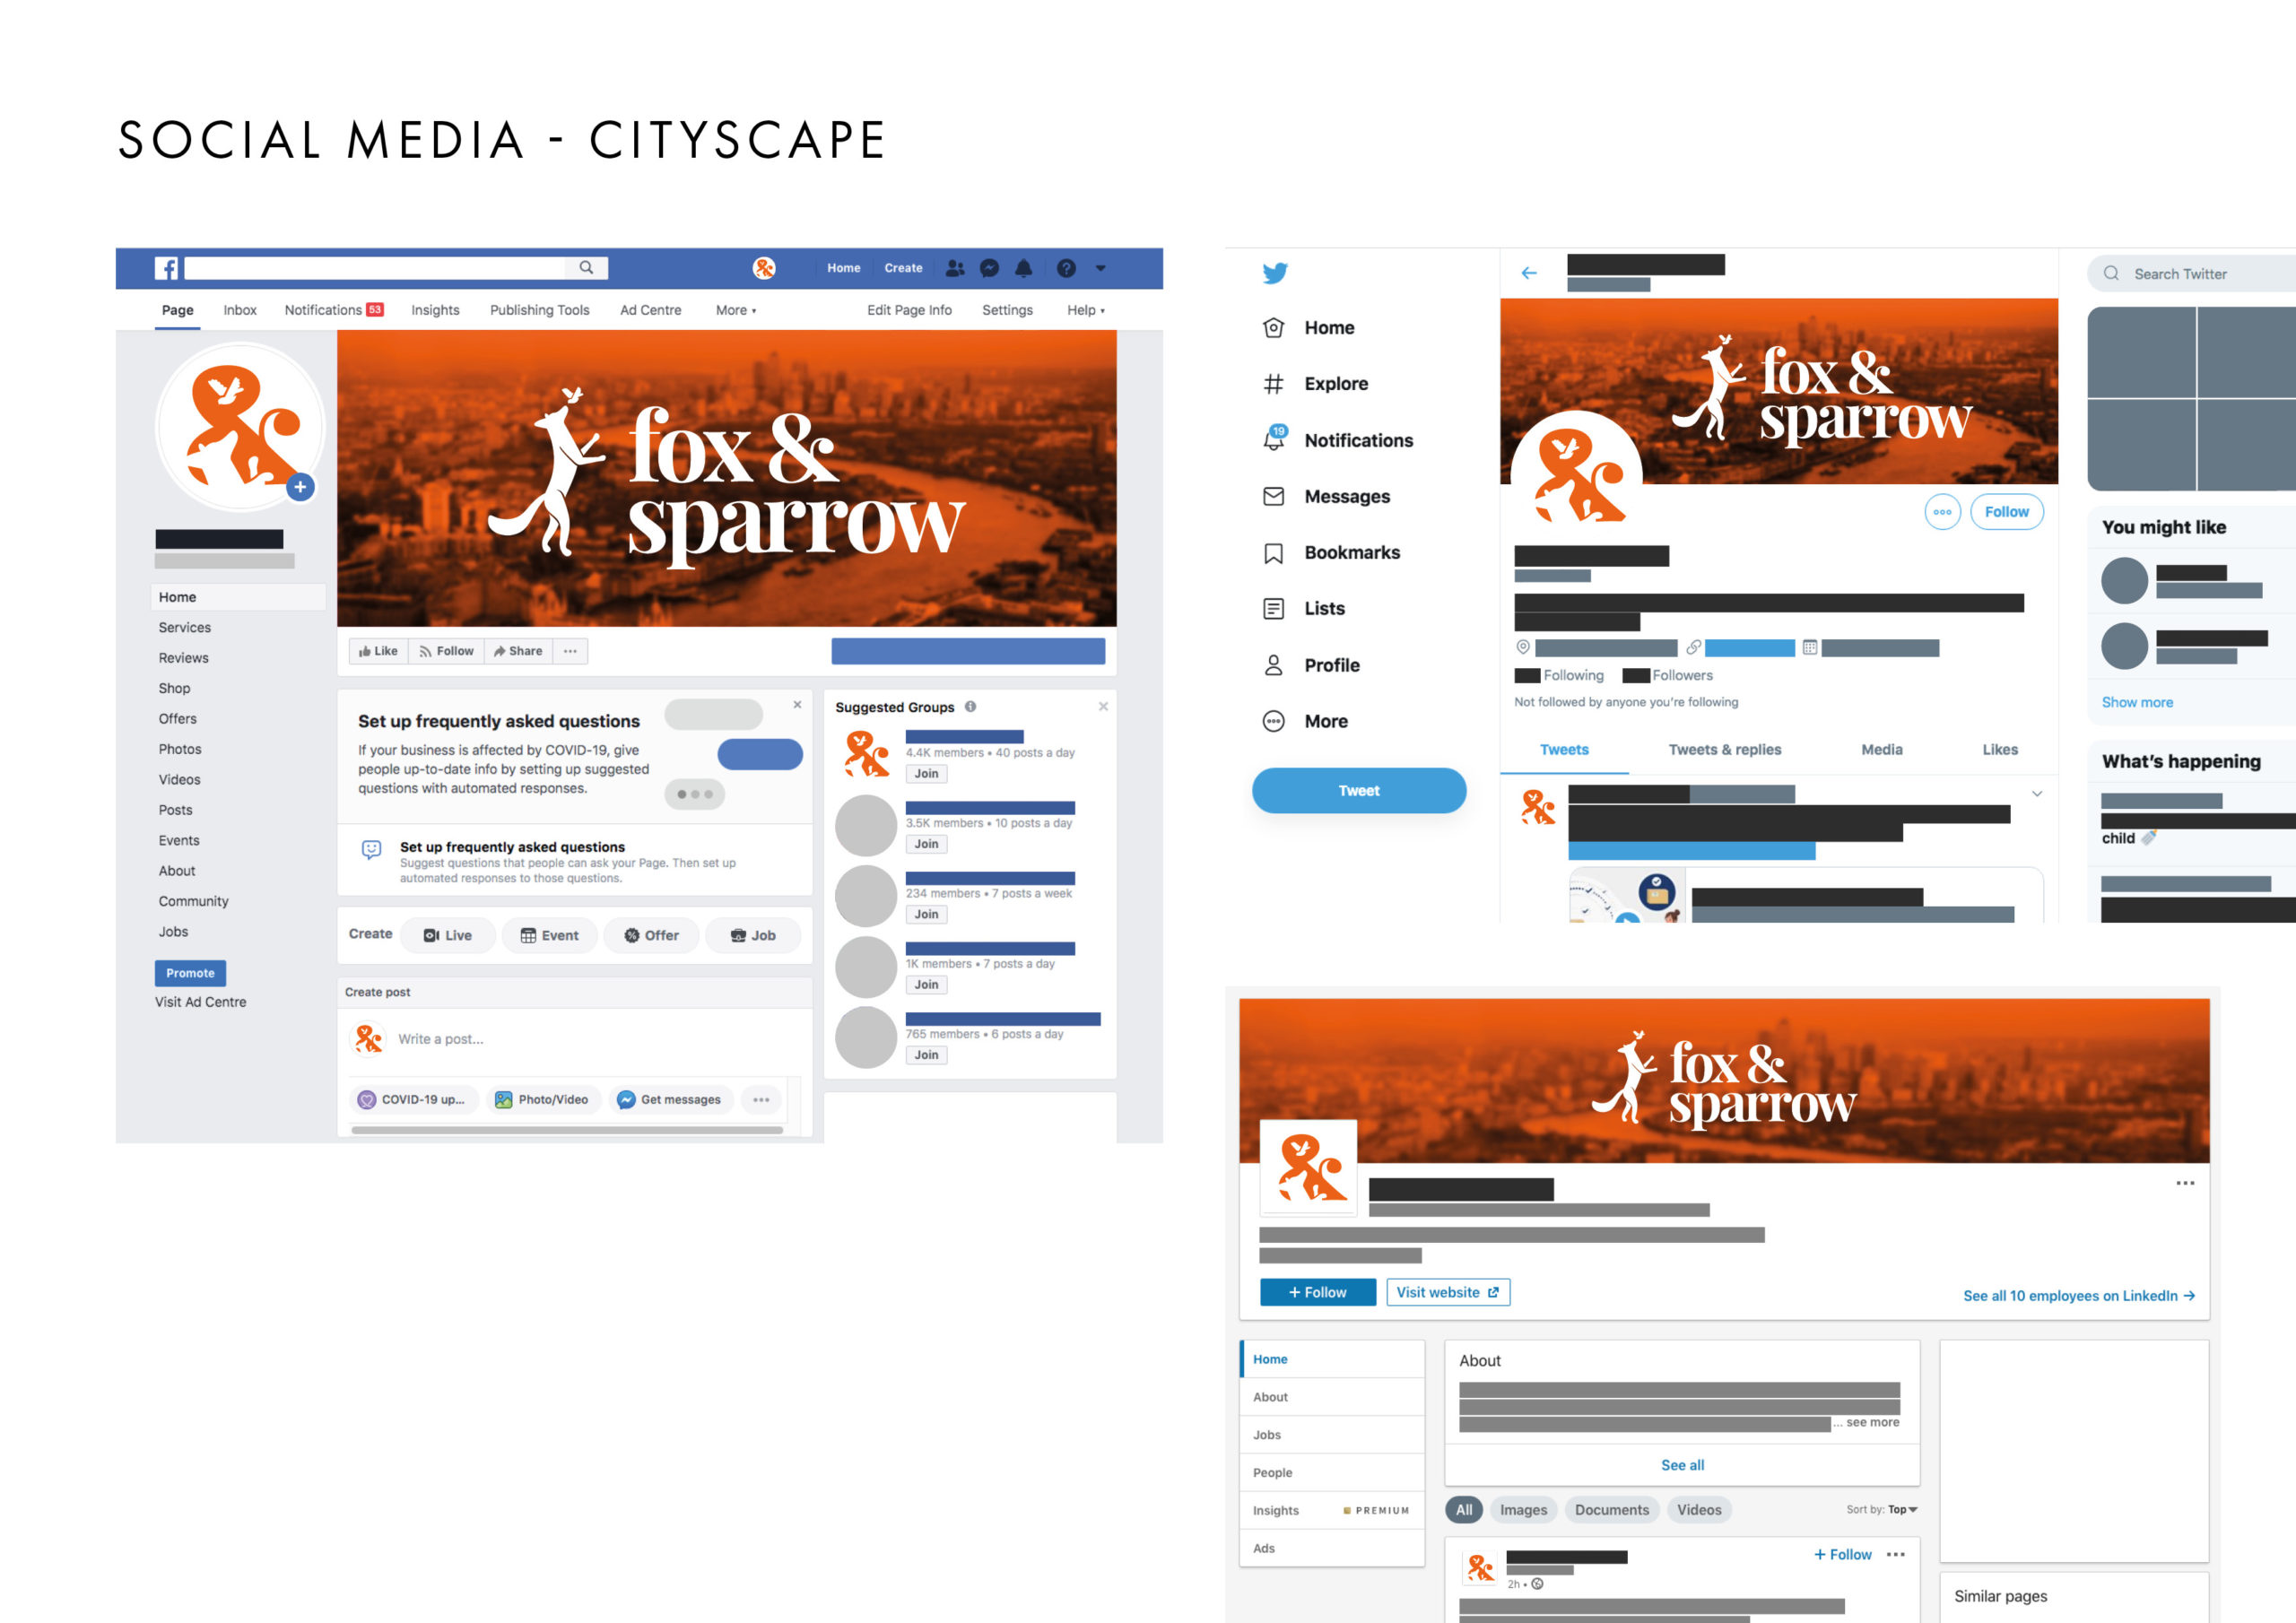 SOCIAL MEDIA - CITYSCAPE
Home Create
Page Inbox Notifications 53 Insights Publishing Tools Ad Centre More Edit Page Info Settings Help
fox &
sparrow
Home
Services
Reviews
Shop
Offers
Photos
Videos
Posts
Events
About
Community
Jobs
Promote
Visit Ad Centre
Like Follow Share ...
Set up frequently asked questions
If your business is affected by COVID-19, give
people up-to-date info by setting up suggested
questions with automated responses.
Set up frequently asked questions
Suggest questions that people can ask your Page. Then set up
automated responses to those questions.
Create Live Event Offer Job
Create post
Write a post...
COVID-19 up... Photo/Video Get messages ...
Suggested Groups
4.4K members • 40 posts a day
Join
3.5K members • 10 posts a day
Join
234 members • 7 posts a week
Join
1K members • 7 posts a day
Join
765 members • 6 posts a day
Join
Home
Explore
19
Notifications
Messages
Bookmarks
Lists
Profile
More
Tweet
fox &
sparrow
Follow
Following Followers
Not followed by anyone you're following
Tweets Tweets & replies Media Likes
Search Twitter
You might like
Show more
What's happening
child
fox &
sparrow
+ Follow Visit website
See all 10 employees on LinkedIn →
Home
About
Jobs
People
Insights PREMIUM
Ads
About
... see more
See all
All Images Documents Videos Sort by: Top
+ Follow ...
2h •
Similar pages